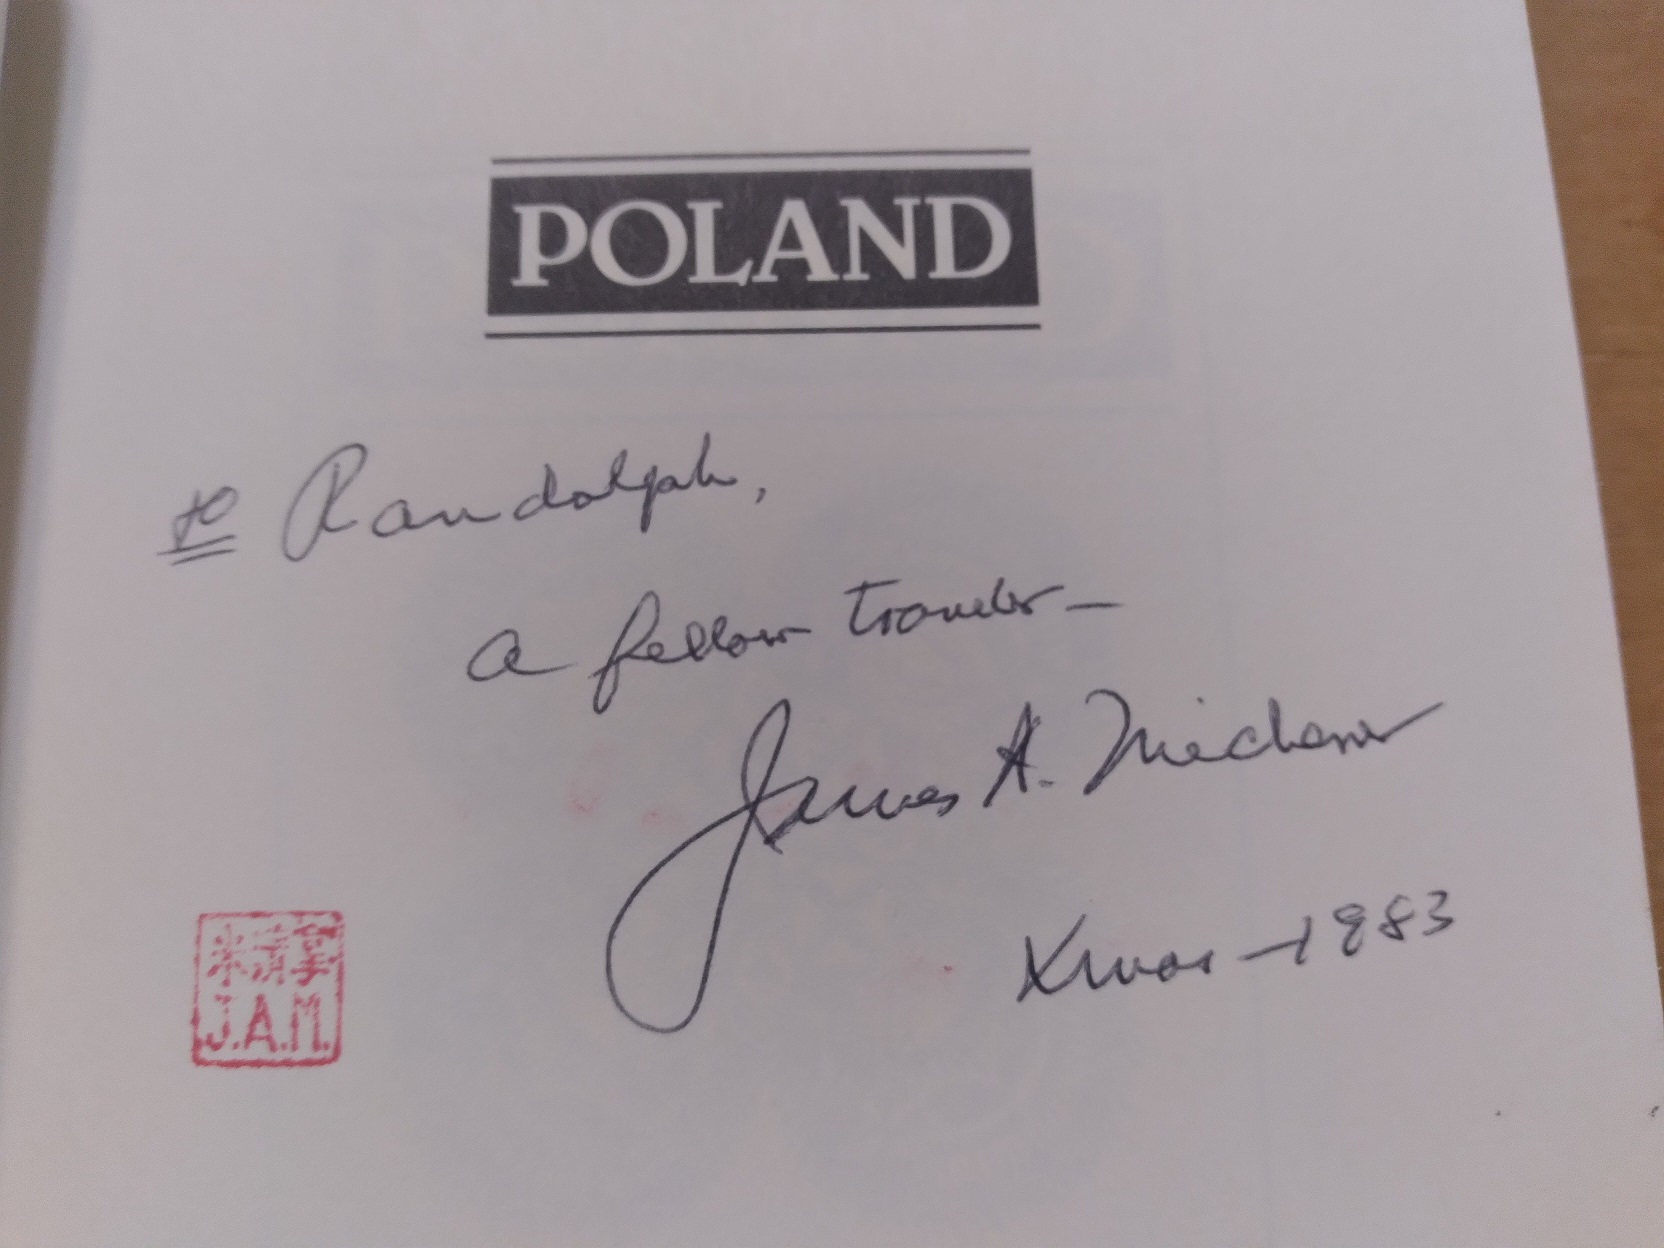 POLAND
to Randolph,
a fellow traveler—
James A. Michener
Xmas—1983
J.A.M.